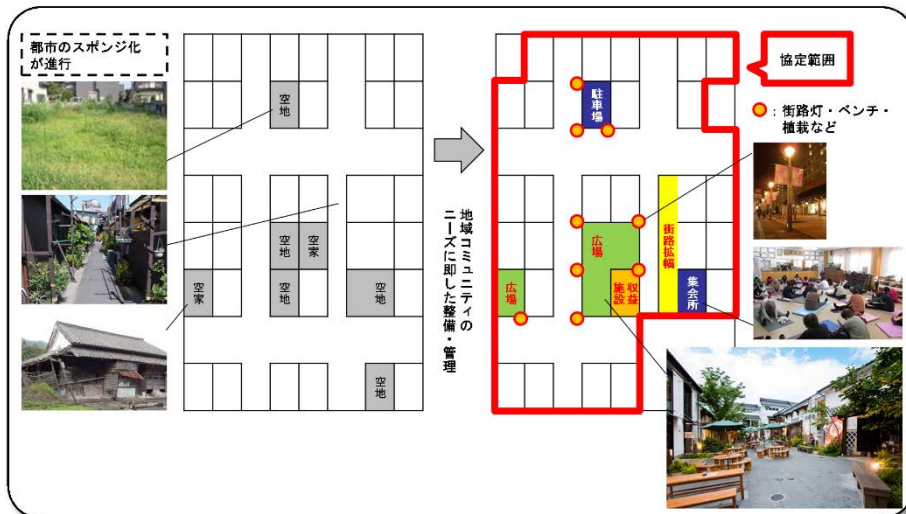 都市のスポンジ化
が進行
空地
空地
空家
空家
空地
空地
空地
地域コミュニティの
ニーズに即した整備・管理
協定範囲
：街路灯・ベンチ・
植栽など
駐車場
広場
街路拡幅
広場
収益
施設
集会所